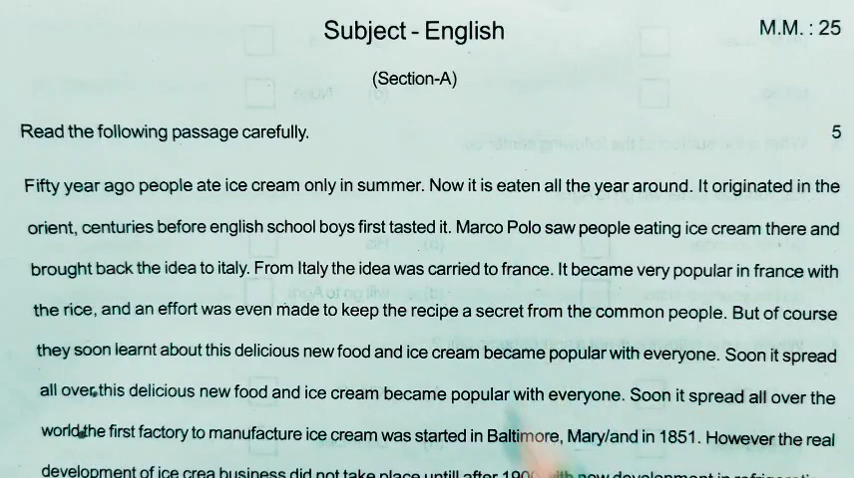 Subject - English
M.M. : 25
(Section-A)
Read the following passage carefully. 5
Fifty year ago people ate ice cream only in summer. Now it is eaten all the year around. It originated in the
orient, centuries before english school boys first tasted it. Marco Polo saw people eating ice cream there and
brought back the idea to italy. From Italy the idea was carried to france. It became very popular in france with
the rice, and an effort was even made to keep the recipe a secret from the common people. But of course
they soon learnt about this delicious new food and ice cream became popular with everyone. Soon it spread
all over, this delicious new food and ice cream became popular with everyone. Soon it spread all over the
world, the first factory to manufacture ice cream was started in Baltimore, Mary/and in 1851. However the real
development of ice crea business did not take place untill after 1900 with new development in